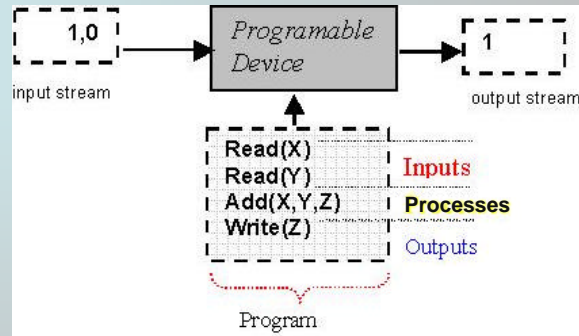 1,0
Programable
Device
1
input stream
output stream
Read(X)
Read(Y)
Add(X,Y,Z)
Write(Z)
Inputs
Processes
Outputs
Program